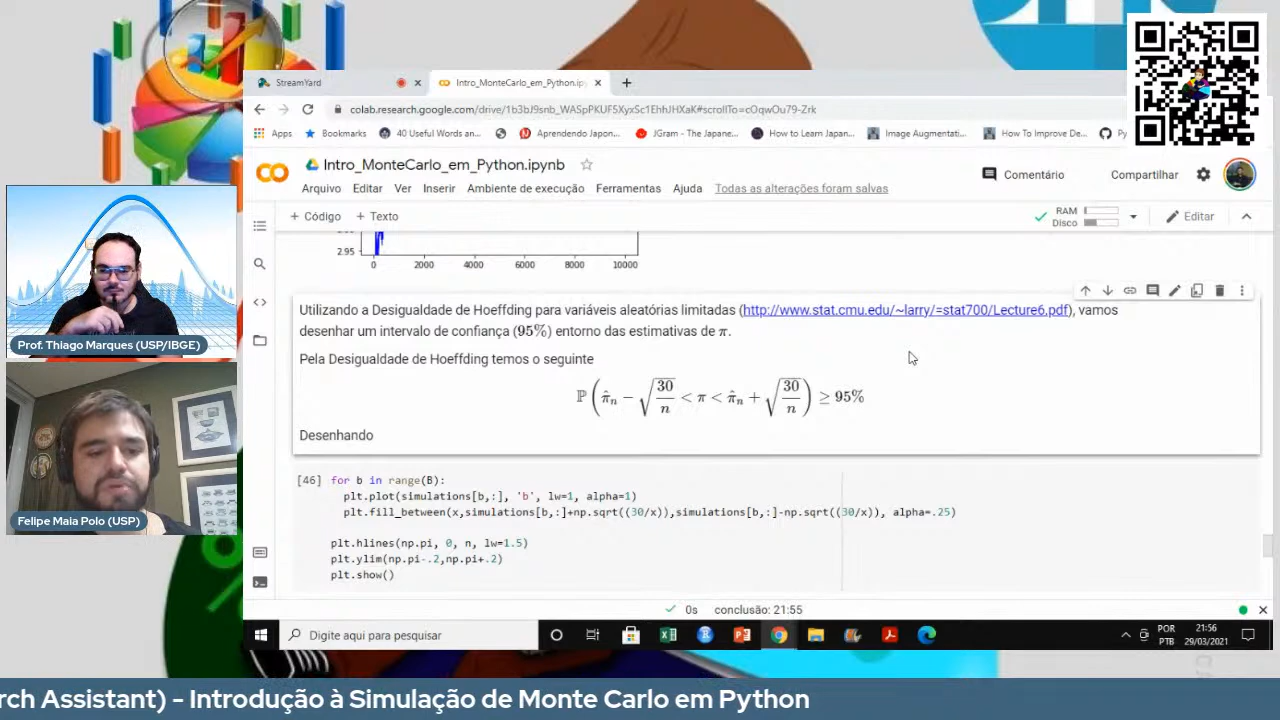 StreamYard
Intro_MonteCarlo_em_Python.ipy
colab.research.google.com/drive/1b3bJ9snb_WASpPKUF5XyxSc1EhhJHXaK#scrollTo=cOqwOu79-Zrk
Apps
Bookmarks
40 Useful Words an...
Aprendendo Japon...
JGram - The Japane...
How to Learn Japan...
Image Augmentati...
How To Improve De...
Py
Intro_MonteCarlo_em_Python.ipynb
Comentário
Compartilhar
Arquivo Editar Ver Inserir Ambiente de execução Ferramentas Ajuda Todas as alterações foram salvas
+ Código + Texto
RAM
Disco
Editar
2.95
0 2000 4000 6000 8000 10000
Utilizando a Desigualdade de Hoeffding para variáveis aleatórias limitadas (http://www.stat.cmu.edu/~larry/=stat700/Lecture6.pdf), vamos
desenhar um intervalo de confiança (95%) entorno das estimativas de π.
Pela Desigualdade de Hoeffding temos o seguinte
ℙ(π̂n − √(30/n) < π < π̂n + √(30/n)) ≥ 95%
Desenhando
[46] for b in range(B):
plt.plot(simulations[b,:], 'b', lw=1, alpha=1)
plt.fill_between(x,simulations[b,:]+np.sqrt((30/x)),simulations[b,:]-np.sqrt((30/x)), alpha=.25)
plt.hlines(np.pi, 0, n, lw=1.5)
plt.ylim(np.pi-.2,np.pi+.2)
plt.show()
0s conclusão: 21:55
Digite aqui para pesquisar
POR
PTB
21:56
29/03/2021
Prof. Thiago Marques (USP/IBGE)
Felipe Maia Polo (USP)
rch Assistant) - Introdução à Simulação de Monte Carlo em Python